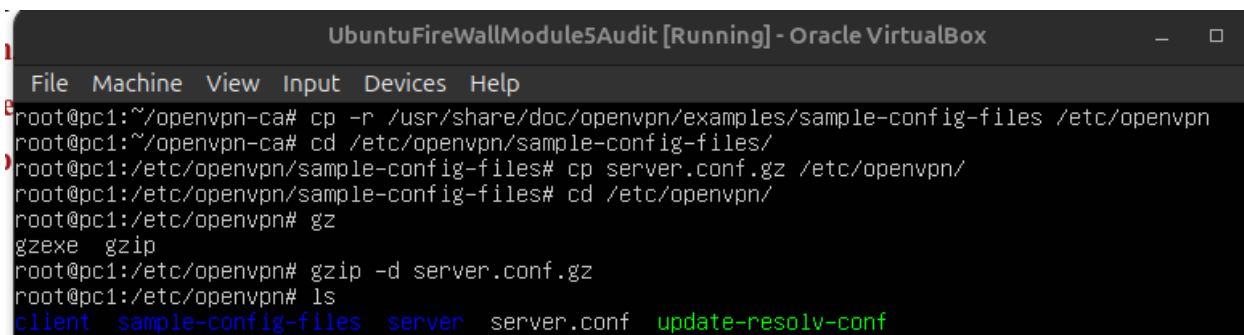 UbuntuFireWallModule5Audit [Running] - Oracle VirtualBox
File Machine View Input Devices Help
root@pc1:~/openvpn-ca# cp -r /usr/share/doc/openvpn/examples/sample-config-files /etc/openvpn
root@pc1:~/openvpn-ca# cd /etc/openvpn/sample-config-files/
root@pc1:/etc/openvpn/sample-config-files# cp server.conf.gz /etc/openvpn/
root@pc1:/etc/openvpn/sample-config-files# cd /etc/openvpn/
root@pc1:/etc/openvpn# gz
gzexe gzip
root@pc1:/etc/openvpn# gzip -d server.conf.gz
root@pc1:/etc/openvpn# ls
client sample-config-files server server.conf update-resolv-conf